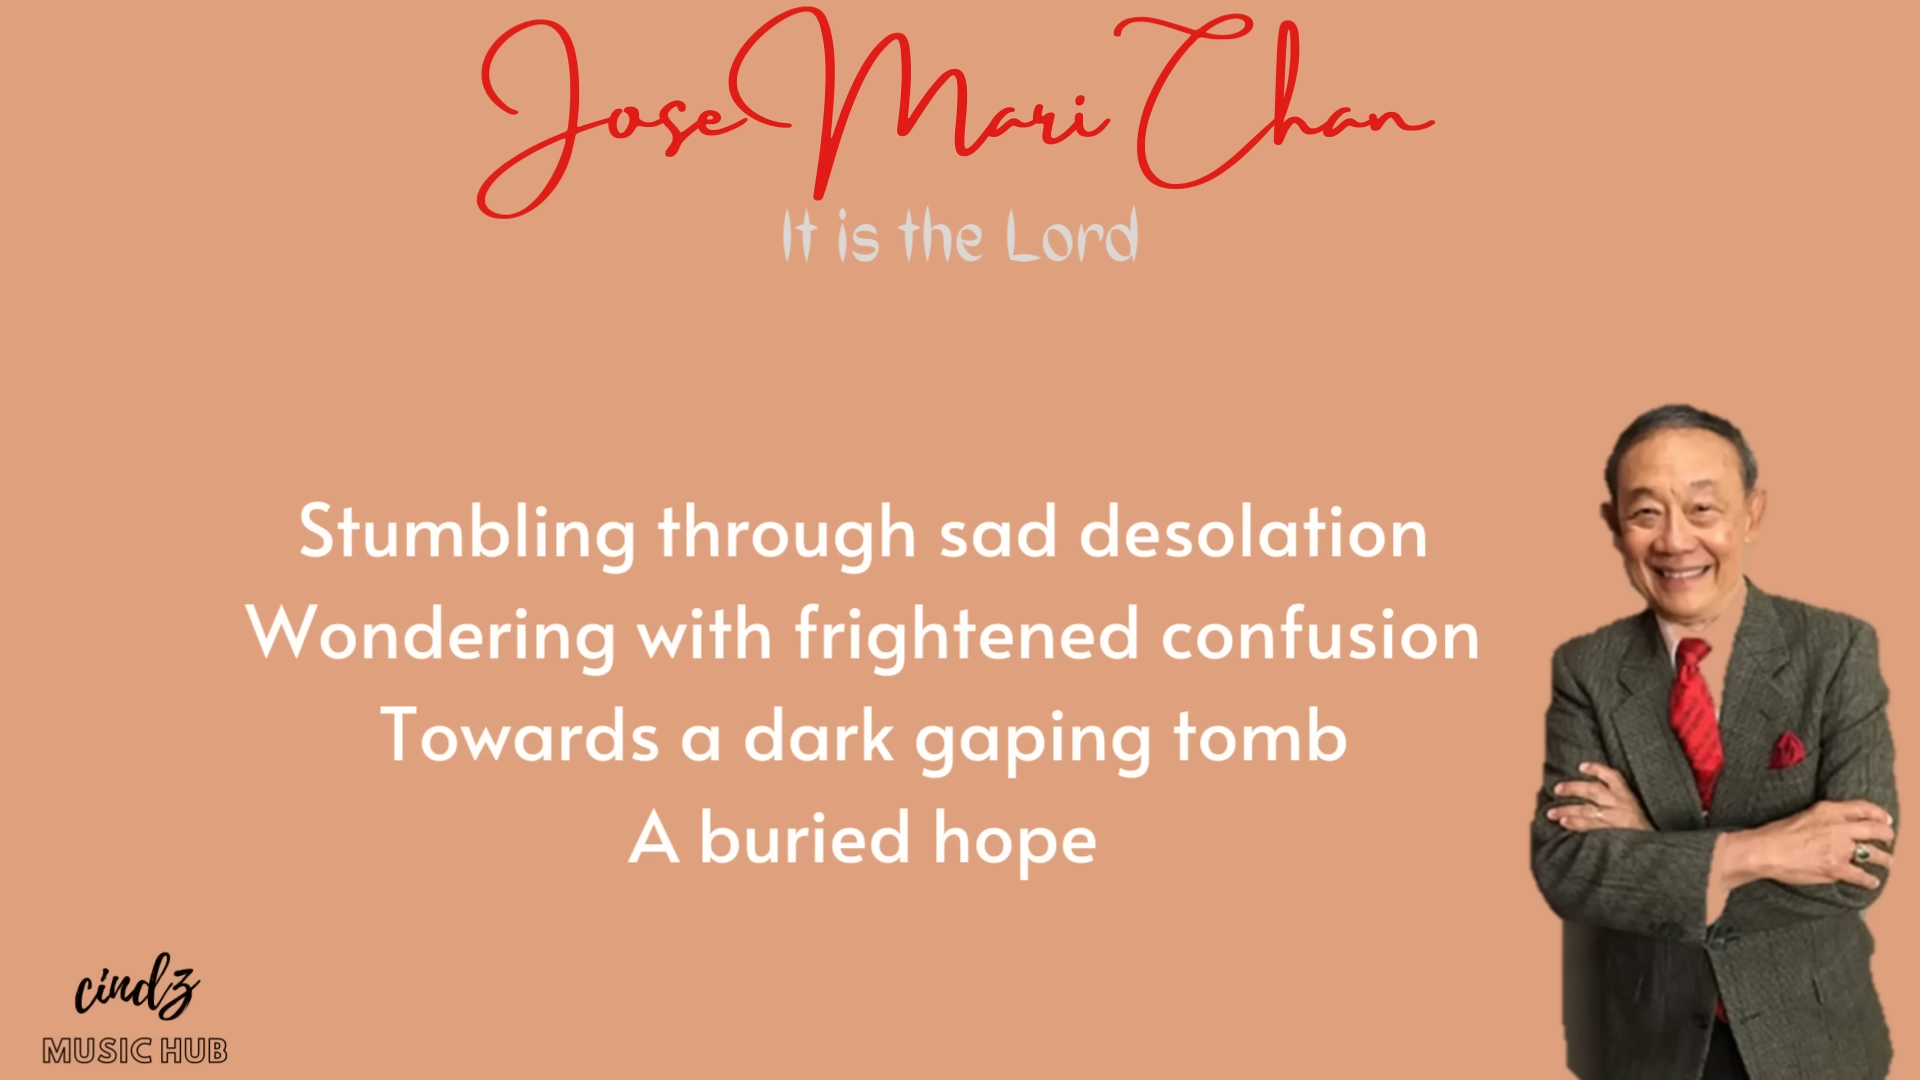 Jose Mari Chan
It is the Lord
Stumbling through sad desolation
Wondering with frightened confusion
Towards a dark gaping tomb
A buried hope
cindz
MUSIC HUB